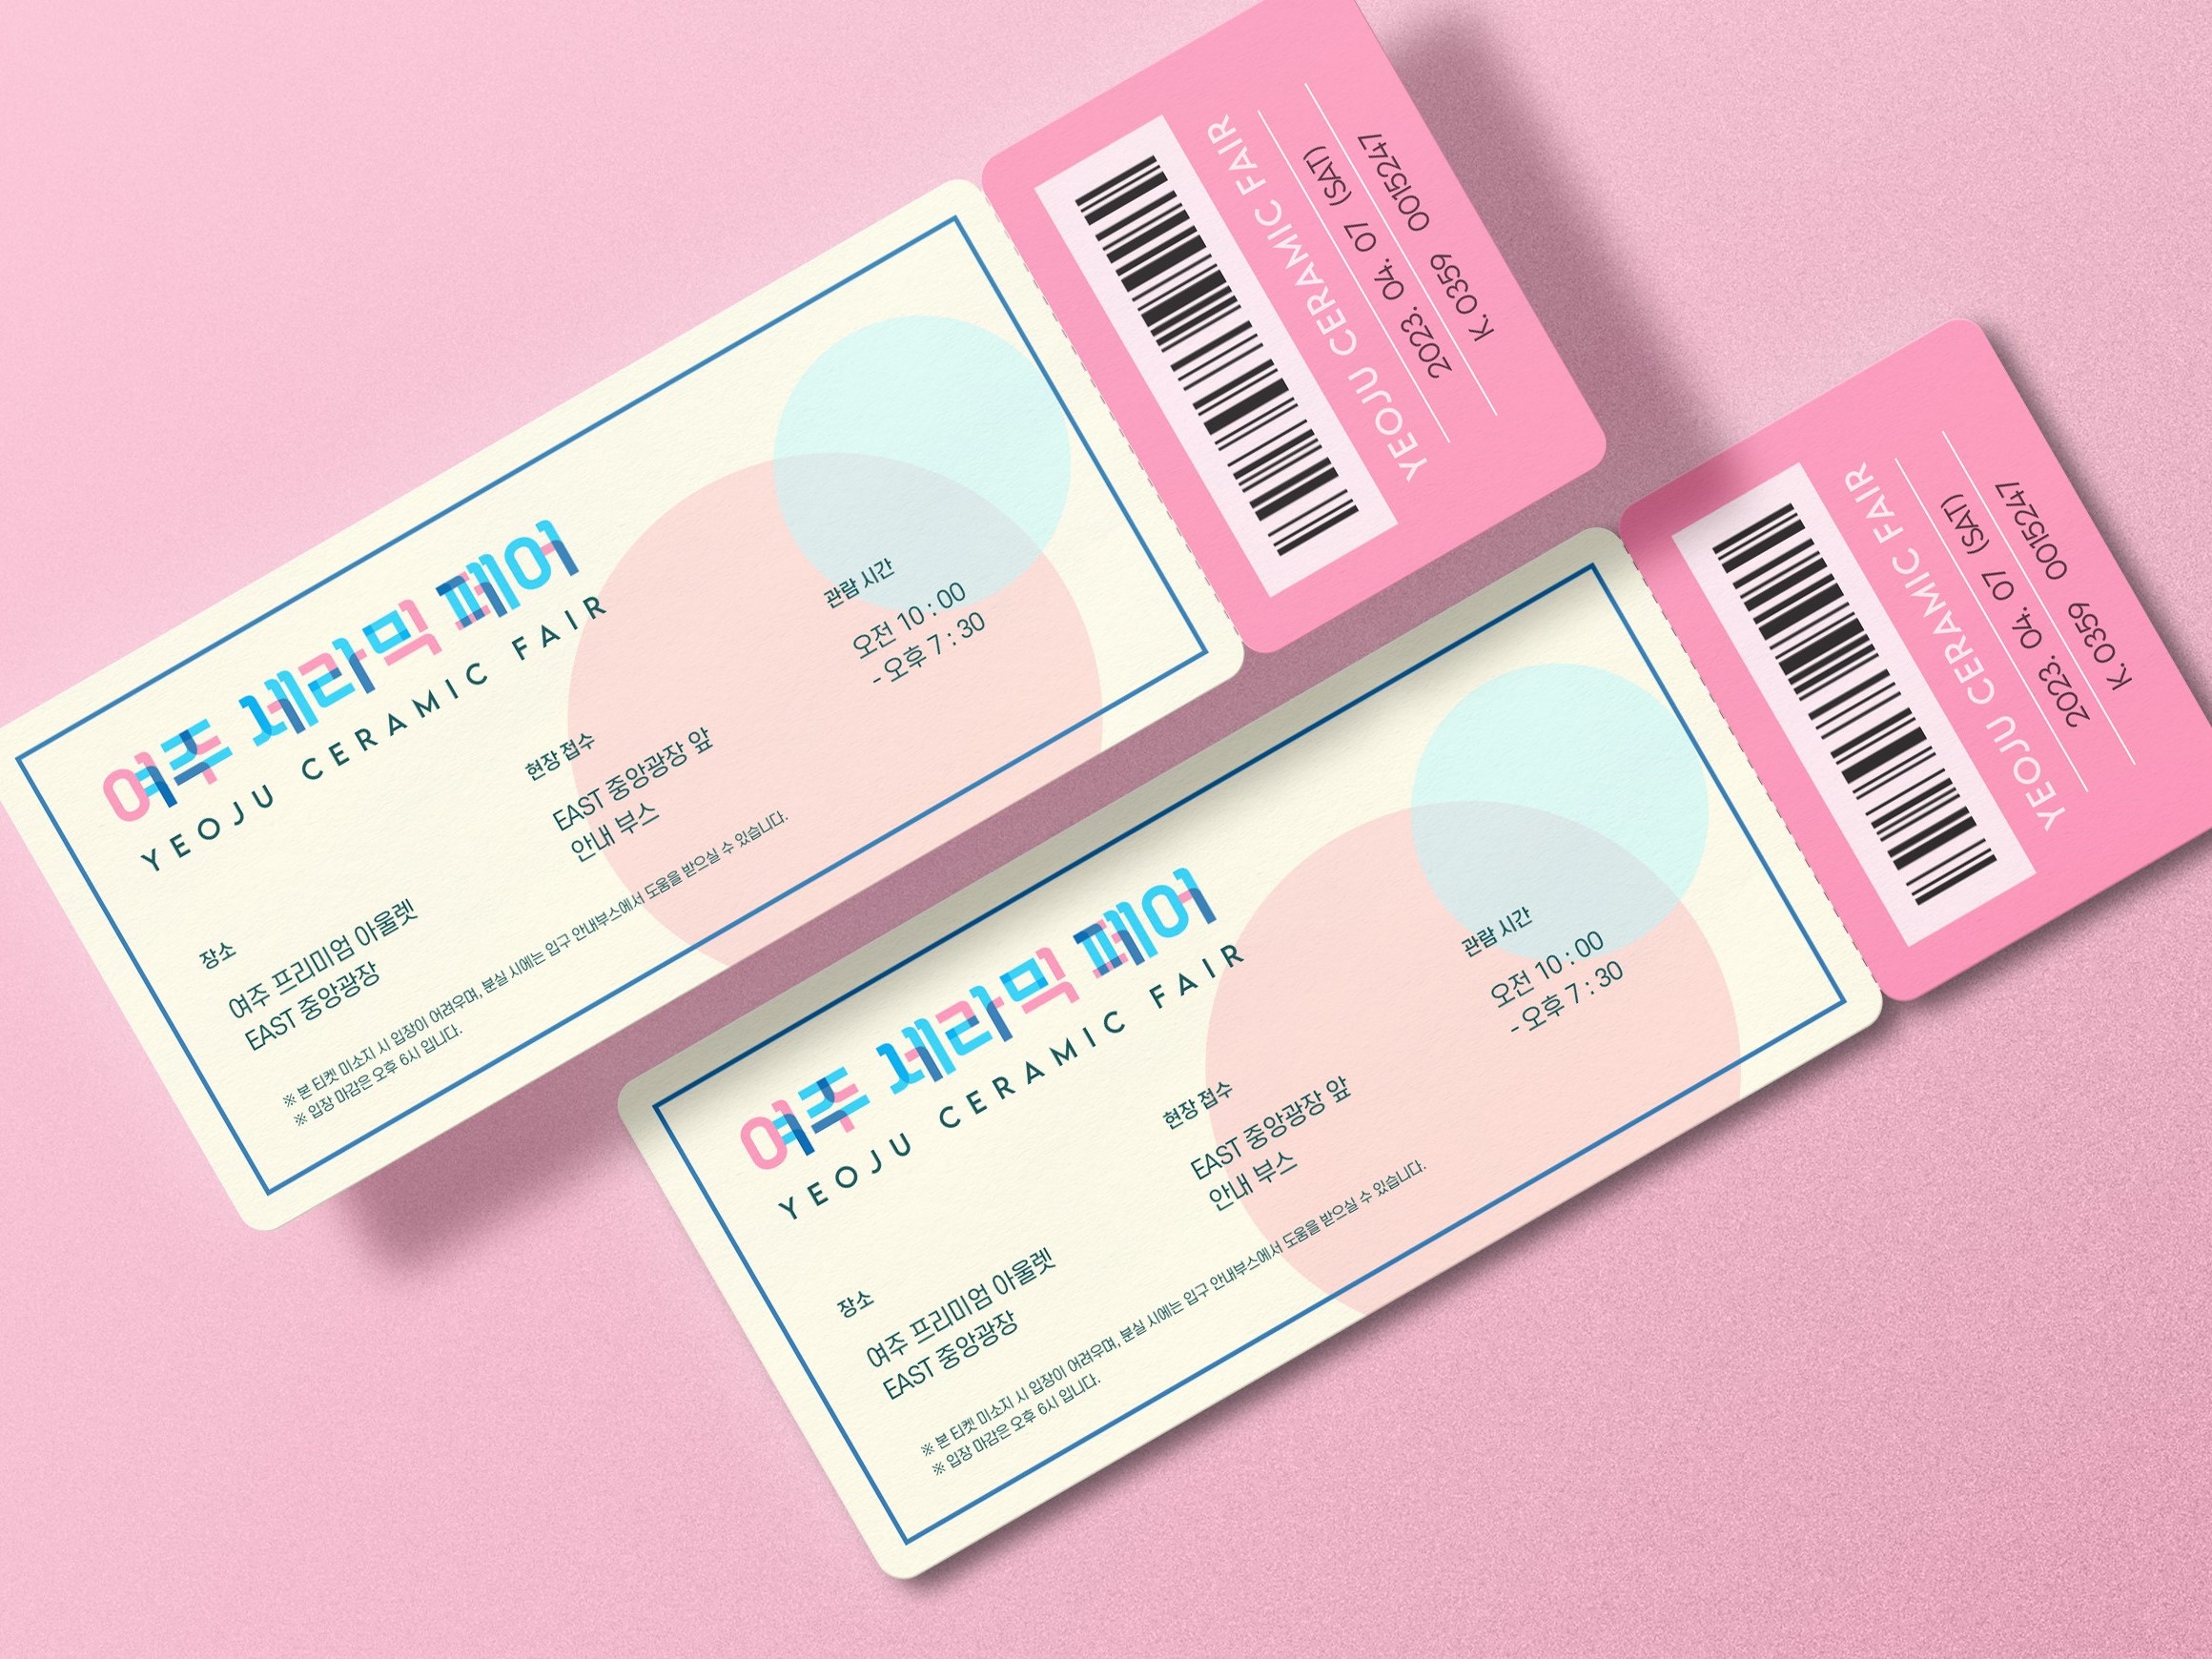 여주 세라믹 페어
YEOJU CERAMIC FAIR
장소
여주 프리미엄 아울렛
EAST 중앙광장
현장 접수
EAST 중앙광장 앞
안내 부스
관람 시간
오전 10 : 00
- 오후 7 : 30
※ 본 티켓 미소지 시 입장이 어려우며, 분실 시에는 입구 안내부스에서 도움을 받으실 수 있습니다.
※ 입장 마감은 오후 6시 입니다.
YEOJU CERAMIC FAIR
2023. 04. 07 (SAT)
K. 0359 0015247
여주 세라믹 페어
YEOJU CERAMIC FAIR
장소
여주 프리미엄 아울렛
EAST 중앙광장
현장 접수
EAST 중앙광장 앞
안내 부스
관람 시간
오전 10 : 00
- 오후 7 : 30
※ 본 티켓 미소지 시 입장이 어려우며, 분실 시에는 입구 안내부스에서 도움을 받으실 수 있습니다.
※ 입장 마감은 오후 6시 입니다.
YEOJU CERAMIC FAIR
2023. 04. 07 (SAT)
K. 0359 0015247